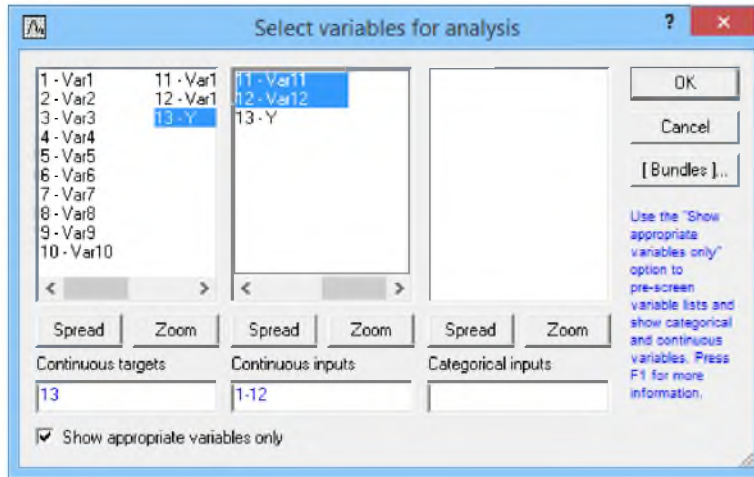 Select variables for analysis
?
×
1 - Var1
2 - Var2
3 - Var3
4 - Var4
5 - Var5
6 - Var6
7 - Var7
8 - Var8
9 - Var9
10 - Var10
11 - Var1
12 - Var1
13 - Y
11 - Var11
12 - Var12
13 - Y
OK
Cancel
[ Bundles ]...
Use the "Show
appropriate
variables only"
option to
pre-screen
variable lists and
show categorical
and continuous
variables. Press
F1 for more
information.
Spread
Zoom
Spread
Zoom
Spread
Zoom
Continuous targets
Continuous inputs
Categorical inputs
13
1-12
Show appropriate variables only